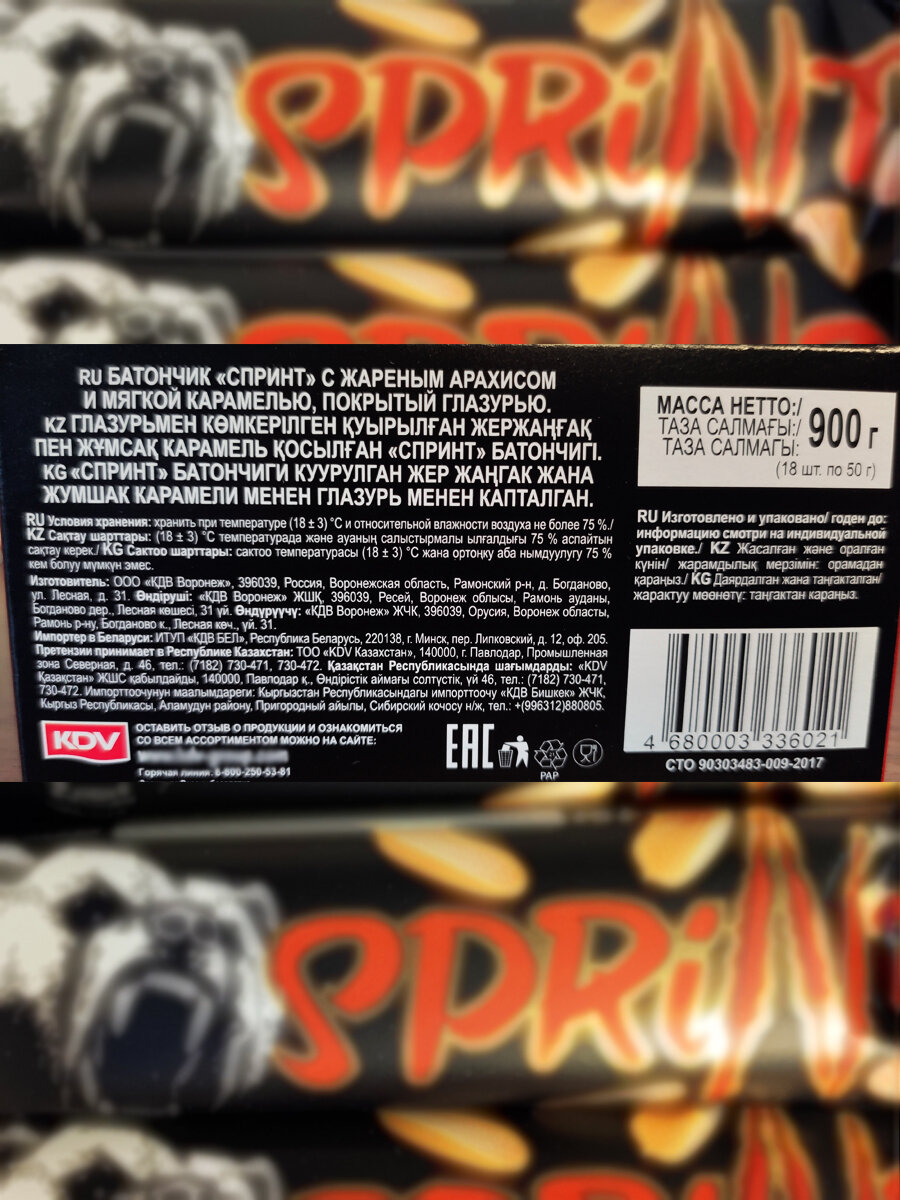 SPRINT
RU БАТОНЧИК «СПРИНТ» С ЖАРЕНЫМ АРАХИСОМ
И МЯГКОЙ КАРАМЕЛЬЮ, ПОКРЫТЫЙ ГЛАЗУРЬЮ.
KZ ГЛАЗУРЬМЕН КӨМКЕРІЛГЕН ҚУЫРЫЛҒАН ЖЕРЖАҢҒАҚ
ПЕН ЖҰМСАҚ КАРАМЕЛЬ ҚОСЫЛҒАН «СПРИНТ» БАТОНЧИГІ.
KG «СПРИНТ» БАТОНЧИГИ КУУРУЛГАН ЖЕР ЖАҢГАК ЖАНА
ЖУМШАК КАРАМЕЛИ МЕНЕН ГЛАЗУРЬ МЕНЕН КАПТАЛГАН.
RU Условия хранения: хранить при температуре (18 ± 3) °С и относительной влажности воздуха не более 75 %./
KZ Сақтау шарттары: (18 ± 3) °С температурада және ауаның салыстырмалы ылғалдығы 75 % аспайтын
сақтау керек./ KG Сактоо шарттары: сактоо температурасы (18 ± 3) °С жана ортоңку аба нымдуулугу 75 %
кем болуу мүмкүн эмес.
Изготовитель: ООО «КДВ Воронеж», 396039, Россия, Воронежская область, Рамонский р-н, д. Богданово,
ул. Лесная, д. 31. Өндіруші: «КДВ Воронеж» ЖШҚ, 396039, Ресей, Воронеж облысы, Рамонь ауданы,
Богданово дер., Лесная көшесі, 31 үй. Өндүрүүчү: «КДВ Воронеж» ЖЧК, 396039, Орусия, Воронеж областы,
Рамонь р-ну, Богданово к., Лесная көч., үй. 31.
Импортер в Беларуси: ИТУП «КДВ БЕЛ», Республика Беларусь, 220138, г. Минск, пер. Липковский, д. 12, оф. 205.
Претензии принимает в Республике Казахстан: ТОО «KDV Казахстан», 140000, г. Павлодар, Промышленная
зона Северная, д. 46, тел.: (7182) 730-471, 730-472. Қазақстан Республикасында шағымдарды: «KDV
Қазақстан» ЖШС қабылдайды, 140000, Павлодар қ., Өндірістік аймағы солтүстік, үй 46, тел.: (7182) 730-471,
730-472. Импорттоочунун маалымдареги: Кыргызстан Республикасындагы импорттоочу «КДВ Бишкек» ЖЧК,
Кыргыз Республикасы, Аламудун району, Пригородный айылы, Сибирский кочосу н/ж, тел.: +(996312)880805.
KDV
ОСТАВИТЬ ОТЗЫВ О ПРОДУКЦИИ И ОЗНАКОМИТЬСЯ
СО ВСЕМ АССОРТИМЕНТОМ МОЖНО НА САЙТЕ:
Горячая линия: 8-800-250-53-81
EAC
PAP
МАССА НЕТТО:/
ТАЗА САЛМАҒЫ:/
ТАЗА САЛМАГЫ:
900 г
(18 шт. по 50 г)
RU Изготовлено и упаковано/ годен до:
информацию смотри на индивидуальной
упаковке./ KZ Жасалған және оралған
күнін/ жарамдылық мерзімін: орамадан
қараңыз./ KG Даярдалган жана таңгакталган/
жарактуу мөөнөтү: таңгактан караңыз.
4 680003 336021
СТО 90303483-009-2017
SPRIN